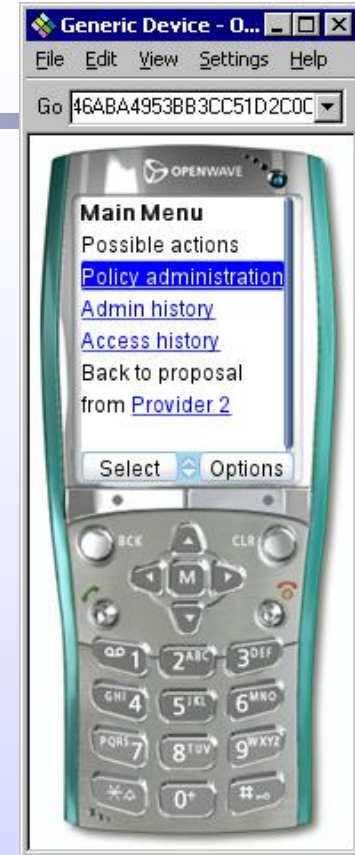 Generic Device - O...
File Edit View Settings Help
Go 46ABA4953BB3CC51D2C0C
OPENWAVE
Main Menu
Possible actions
Policy administration
Admin history
Access history
Back to proposal
from Provider 2
Select Options
BCK CLR
M
1 2ABC 3DEF
GHI4 5JKL 6MNO
PQRS7 8TUV 9WXYZ
* 0+ #